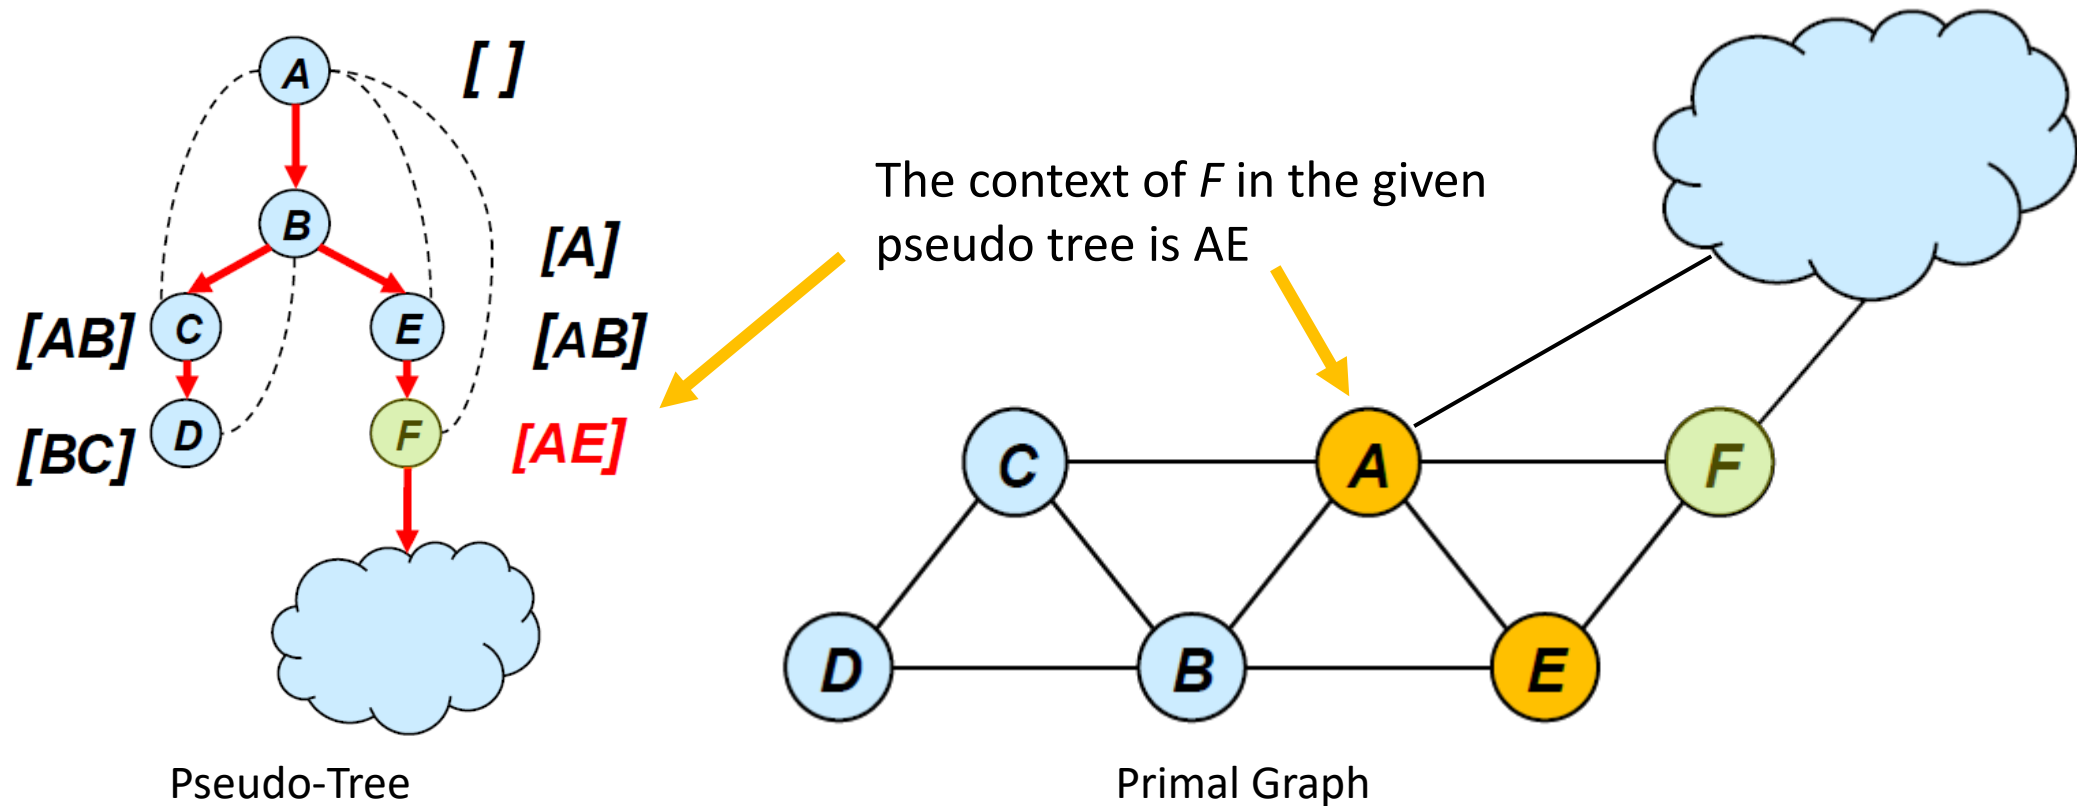 A
[ ]
B
[A]
[AB]
C
E
[AB]
[BC]
D
F
[AE]
Pseudo-Tree
The context of F in the given
pseudo tree is AE
C
A
F
D
B
E
Primal Graph